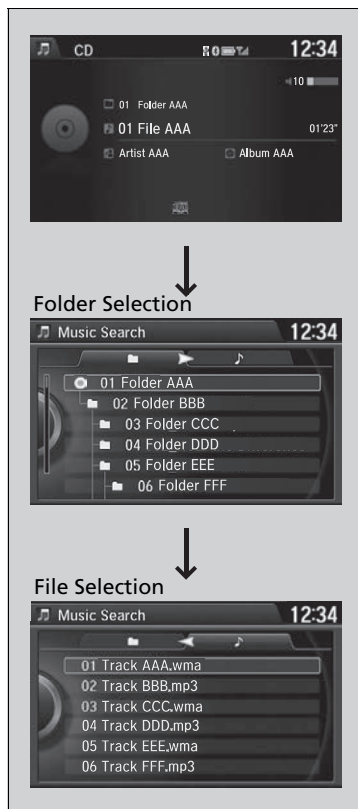 CD 12:34
10
01 Folder AAA
01 File AAA 01'23"
Artist AAA Album AAA
Folder Selection
Music Search 12:34
01 Folder AAA
02 Folder BBB
03 Folder CCC
04 Folder DDD
05 Folder EEE
06 Folder FFF
File Selection
Music Search 12:34
01 Track AAA.wma
02 Track BBB.mp3
03 Track CCC.wma
04 Track DDD.mp3
05 Track EEE.wma
06 Track FFF.mp3